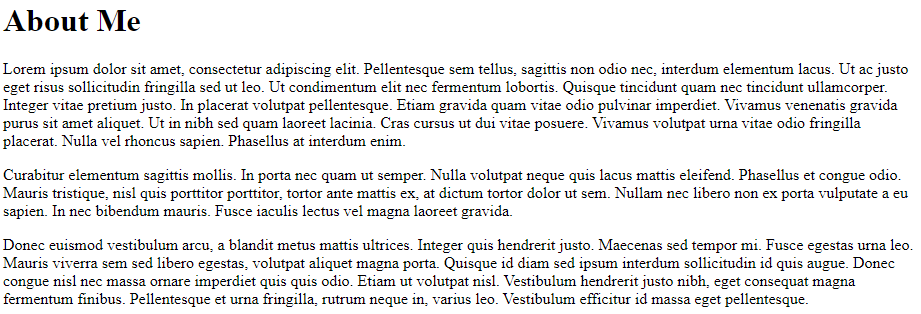 About Me
Lorem ipsum dolor sit amet, consectetur adipiscing elit. Pellentesque sem tellus, sagittis non odio nec, interdum elementum lacus. Ut ac justo
eget risus sollicitudin fringilla sed ut leo. Ut condimentum elit nec fermentum lobortis. Quisque tincidunt quam nec tincidunt ullamcorper.
Integer vitae pretium justo. In placerat volutpat pellentesque. Etiam gravida quam vitae odio pulvinar imperdiet. Vivamus venenatis gravida
purus sit amet aliquet. Ut in nibh sed quam laoreet lacinia. Cras cursus ut dui vitae posuere. Vivamus volutpat urna vitae odio fringilla
placerat. Nulla vel rhoncus sapien. Phasellus at interdum enim.
Curabitur elementum sagittis mollis. In porta nec quam ut semper. Nulla volutpat neque quis lacus mattis eleifend. Phasellus et congue odio.
Mauris tristique, nisl quis porttitor porttitor, tortor ante mattis ex, at dictum tortor dolor ut sem. Nullam nec libero non ex porta vulputate a eu
sapien. In nec bibendum mauris. Fusce iaculis lectus vel magna laoreet gravida.
Donec euismod vestibulum arcu, a blandit metus mattis ultrices. Integer quis hendrerit justo. Maecenas sed tempor mi. Fusce egestas urna leo.
Mauris viverra sem sed libero egestas, volutpat aliquet magna porta. Quisque id diam sed ipsum interdum sollicitudin id quis augue. Donec
congue nisl nec massa ornare imperdiet quis quis odio. Etiam ut volutpat nisl. Vestibulum hendrerit justo nibh, eget consequat magna
fermentum finibus. Pellentesque et urna fringilla, rutrum neque in, varius leo. Vestibulum efficitur id massa eget pellentesque.